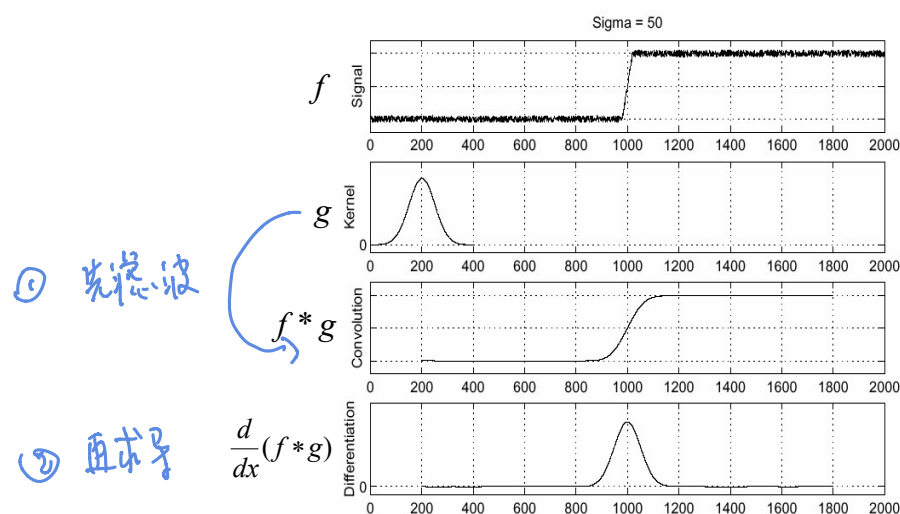 Sigma = 50
f
Signal
0 200 400 600 800 1000 1200 1400 1600 1800 2000
g
Kernel
0
0 200 400 600 800 1000 1200 1400 1600 1800 2000
① 先滤波
f * g
Convolution
0 200 400 600 800 1000 1200 1400 1600 1800 2000
② 再求导
d/dx (f * g)
Differentiation
0
0 200 400 600 800 1000 1200 1400 1600 1800 2000